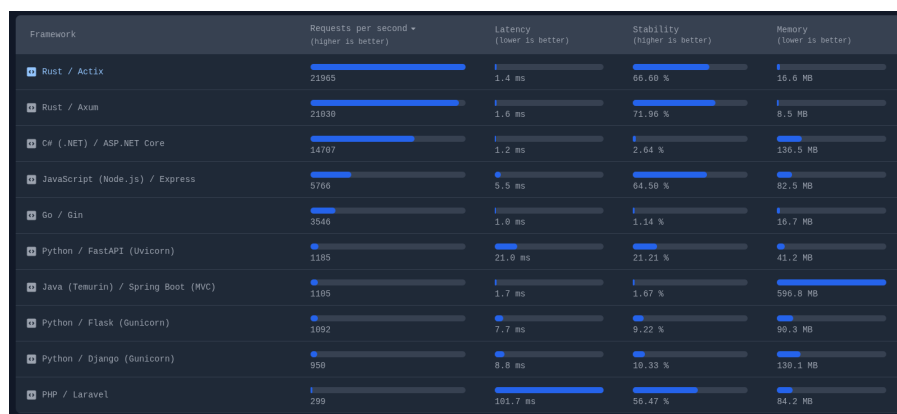 Framework
Requests per second
(higher is better)
Latency
(lower is better)
Stability
(higher is better)
Memory
(lower is better)
Rust / Actix
21965
1.4 ms
66.60 %
16.6 MB
Rust / Axum
21030
1.6 ms
71.96 %
8.5 MB
C# (.NET) / ASP.NET Core
14707
1.2 ms
2.64 %
136.5 MB
JavaScript (Node.js) / Express
5766
5.5 ms
64.50 %
82.5 MB
Go / Gin
3546
1.0 ms
1.14 %
16.7 MB
Python / FastAPI (Uvicorn)
1185
21.0 ms
21.21 %
41.2 MB
Java (Temurin) / Spring Boot (MVC)
1105
1.7 ms
1.67 %
596.8 MB
Python / Flask (Gunicorn)
1092
7.7 ms
9.22 %
90.3 MB
Python / Django (Gunicorn)
950
8.8 ms
10.33 %
130.1 MB
PHP / Laravel
299
101.7 ms
56.47 %
84.2 MB